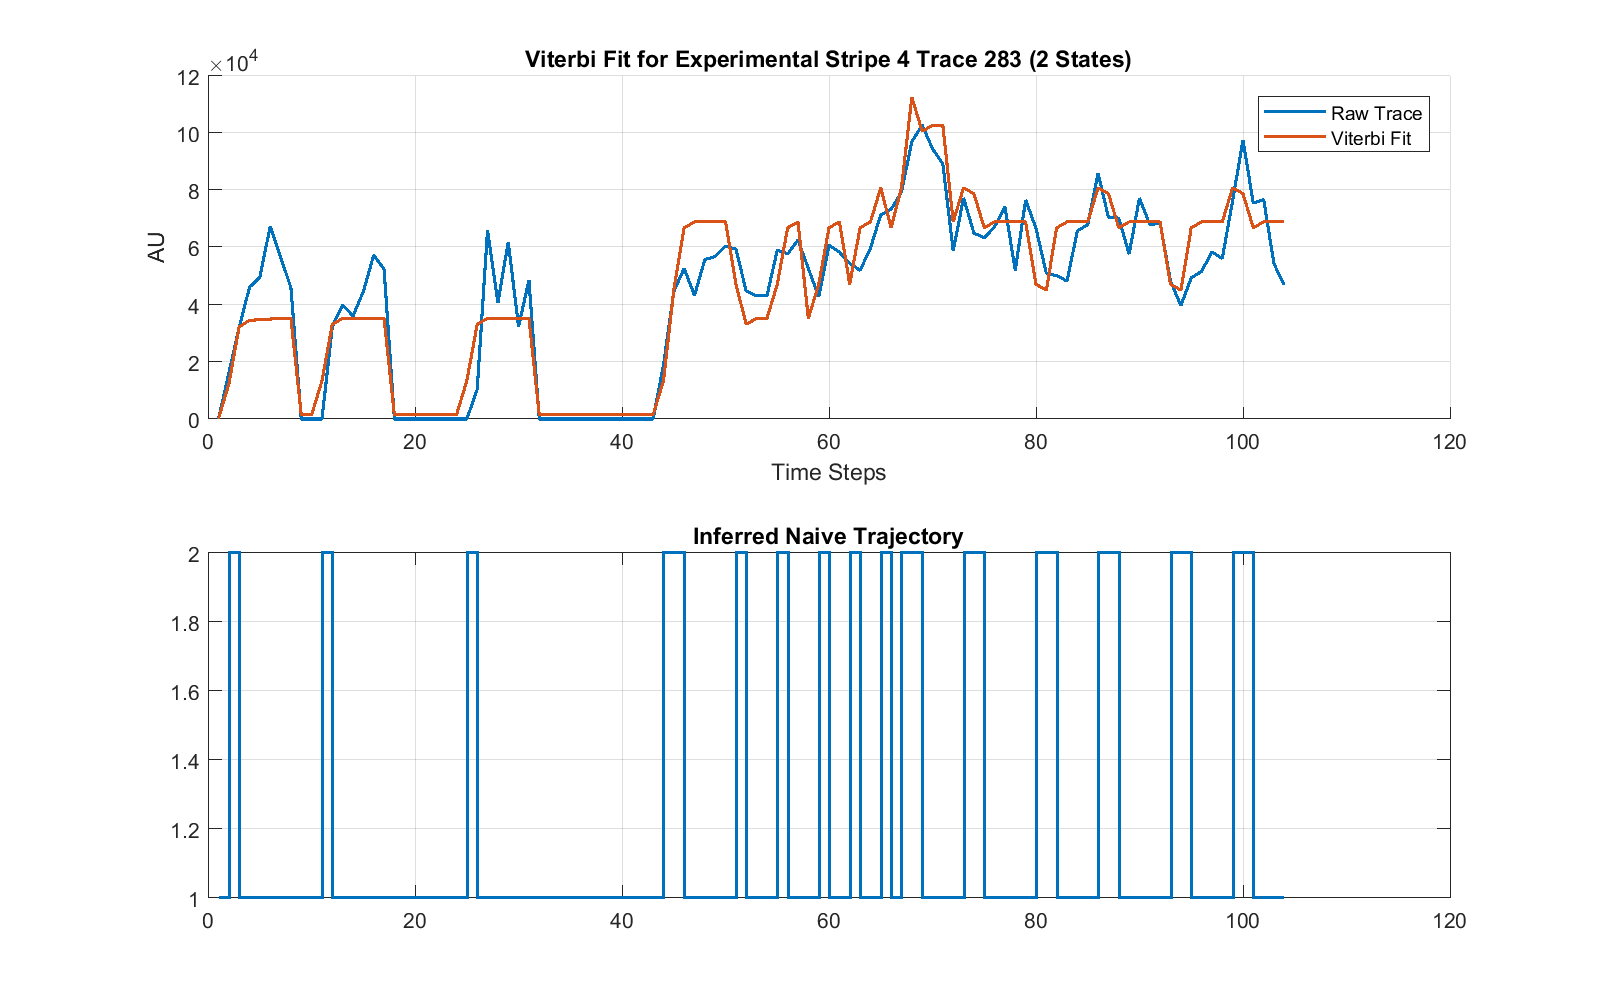 Viterbi Fit for Experimental Stripe 4 Trace 283 (2 States)
×10⁴
12
10
8
6
4
2
0
AU
Raw Trace
Viterbi Fit
0 20 40 60 80 100 120
Time Steps
Inferred Naive Trajectory
2
1.8
1.6
1.4
1.2
1
0 20 40 60 80 100 120